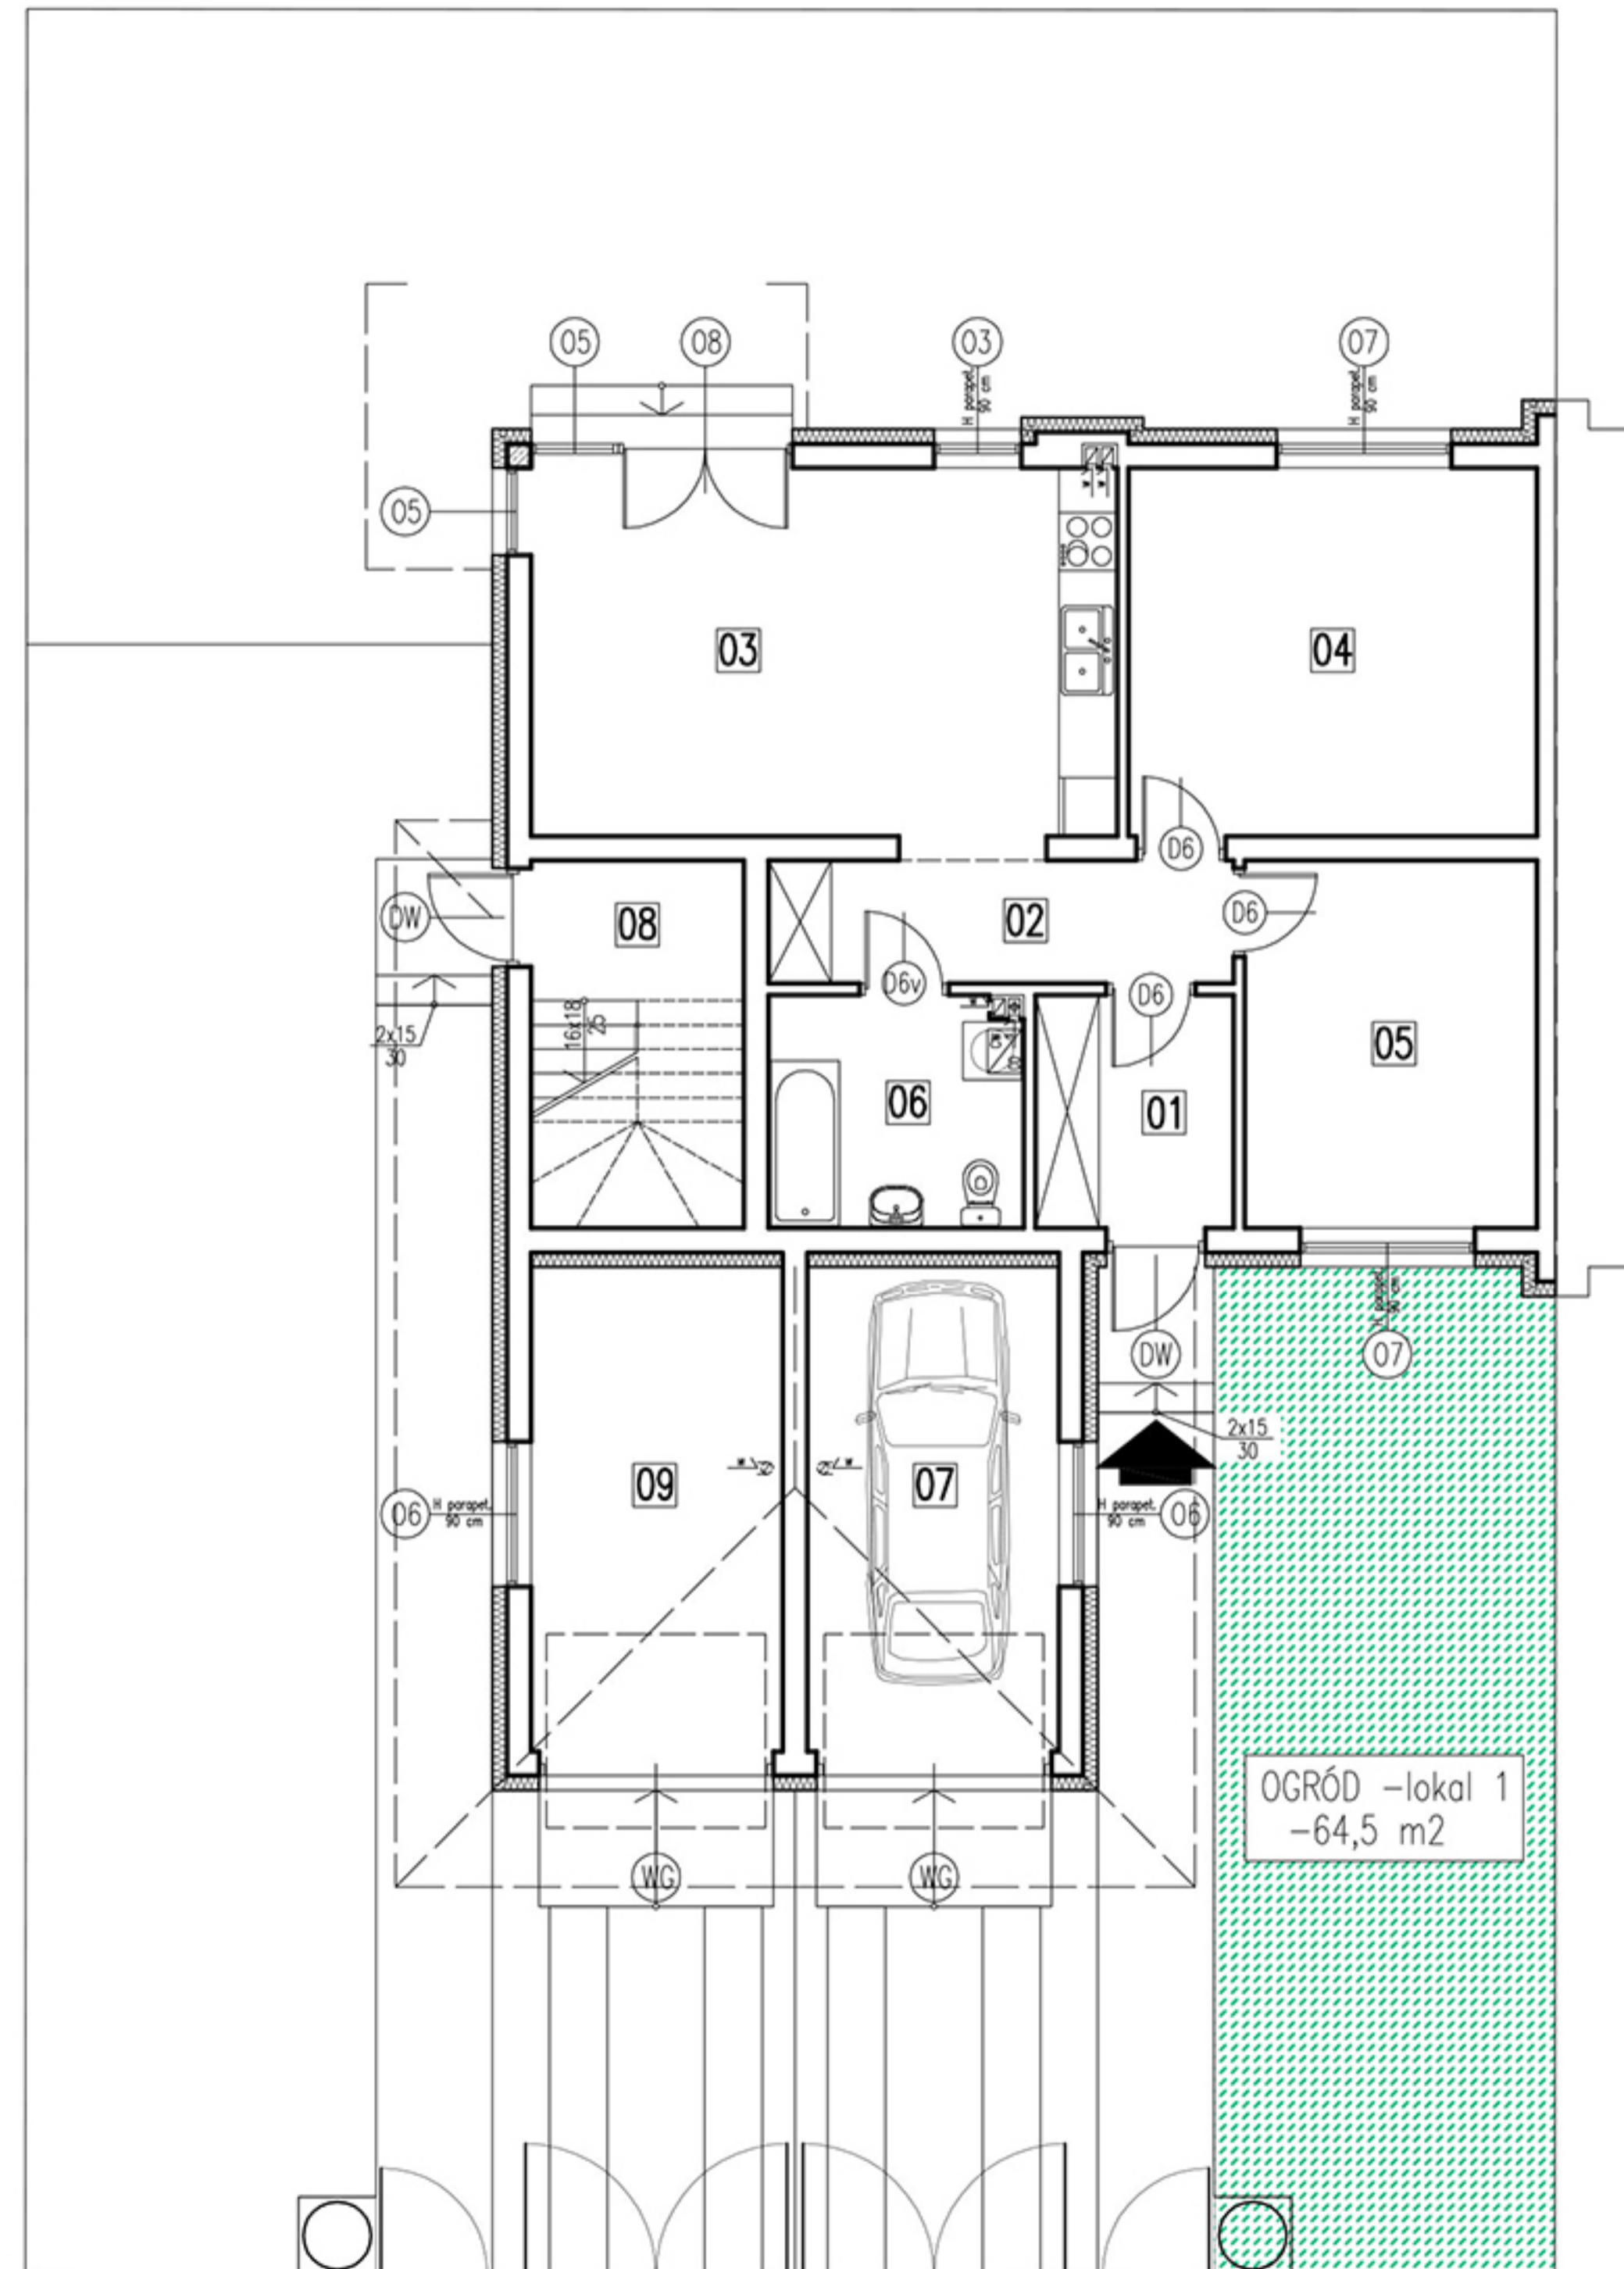 05
08
03
07
H parapet.
90 cm
H parapet.
90 cm
05
03
04
D6
DW
08
02
D6
D6v
D6
16x18
25
2x15
30
05
06
01
DW
07
H parapet.
90 cm
2x15
30
09
07
06
H parapet.
90 cm
H parapet.
90 cm
06
OGRÓD -lokal 1
-64,5 m2
WG
WG